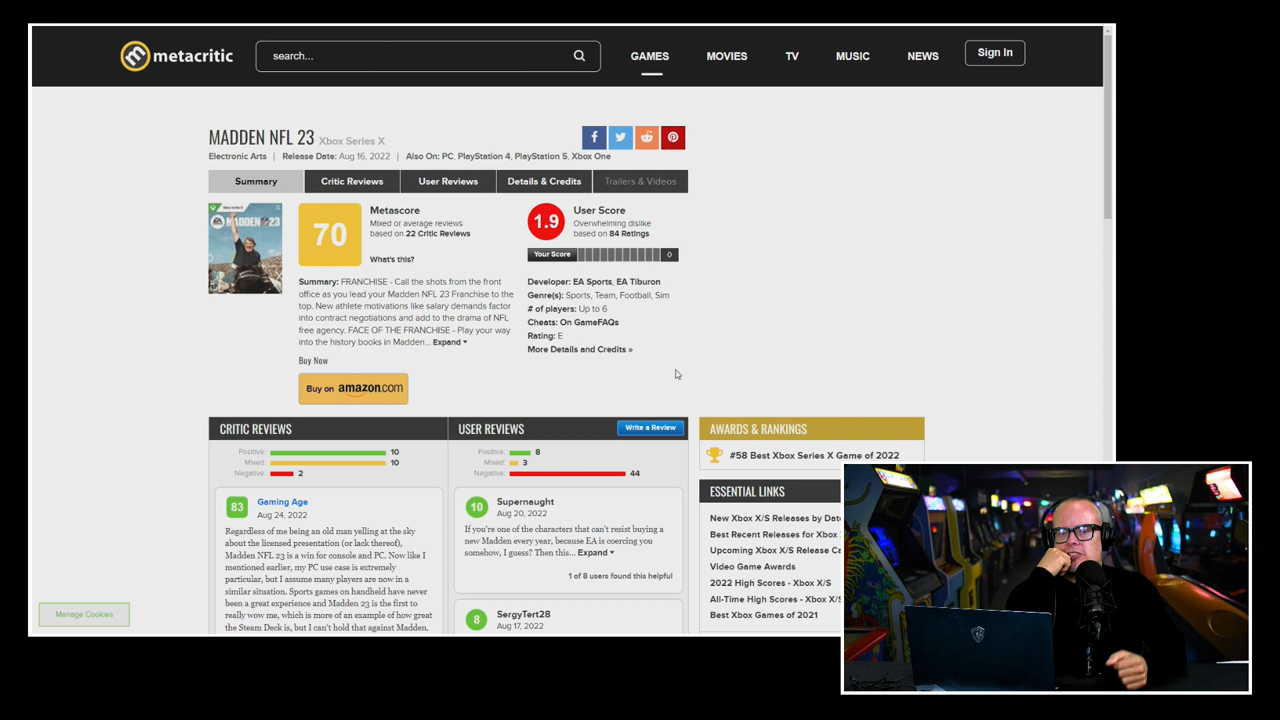 metacritic
search...
GAMES
MOVIES
TV
MUSIC
NEWS
Sign In
MADDEN NFL 23 Xbox Series X
Electronic Arts | Release Date: Aug 16, 2022 | Also On: PC, PlayStation 4, PlayStation 5, Xbox One
Summary
Critic Reviews
User Reviews
Details & Credits
Trailers & Videos
MADDEN 23
70
Metascore
Mixed or average reviews
based on 22 Critic Reviews
What's this?
1.9
User Score
Overwhelming dislike
based on 84 Ratings
Your Score
0
Summary: FRANCHISE - Call the shots from the front
office as you lead your Madden NFL 23 Franchise to the
top. New athlete motivations like salary demands factor
into contract negotiations and add to the drama of NFL
free agency. FACE OF THE FRANCHISE - Play your way
into the history books in Madden... Expand
Developer: EA Sports, EA Tiburon
Genre(s): Sports, Team, Football, Sim
# of players: Up to 6
Cheats: On GameFAQs
Rating: E
More Details and Credits »
Buy Now
Buy on amazon.com
CRITIC REVIEWS
Positive: 10
Mixed: 10
Negative: 2
83
Gaming Age
Aug 24, 2022
Regardless of me being an old man yelling at the sky
about the licensed presentation (or lack thereof),
Madden NFL 23 is a win for console and PC. Now like I
mentioned earlier, my PC use case is extremely
particular, but I assume many players are now in a
similar situation. Sports games on handheld have never
been a great experience and Madden 23 is the first to
really wow me, which is more of an example of how great
the Steam Deck is, but I can't hold that against Madden.
USER REVIEWS
Write a Review
Positive: 8
Mixed: 3
Negative: 44
10
Supernaught
Aug 20, 2022
If you're one of the characters that can't resist buying a
new Madden every year, because EA is coercing you
somehow, I guess? Then this... Expand
1 of 8 users found this helpful
8
SergyTert28
Aug 17, 2022
AWARDS & RANKINGS
#58 Best Xbox Series X Game of 2022
ESSENTIAL LINKS
New Xbox X/S Releases by Dat
Best Recent Releases for Xbox
Upcoming Xbox X/S Release Ca
Video Game Awards
2022 High Scores - Xbox X/S
All-Time High Scores - Xbox X/S
Best Xbox Games of 2021
Manage Cookies